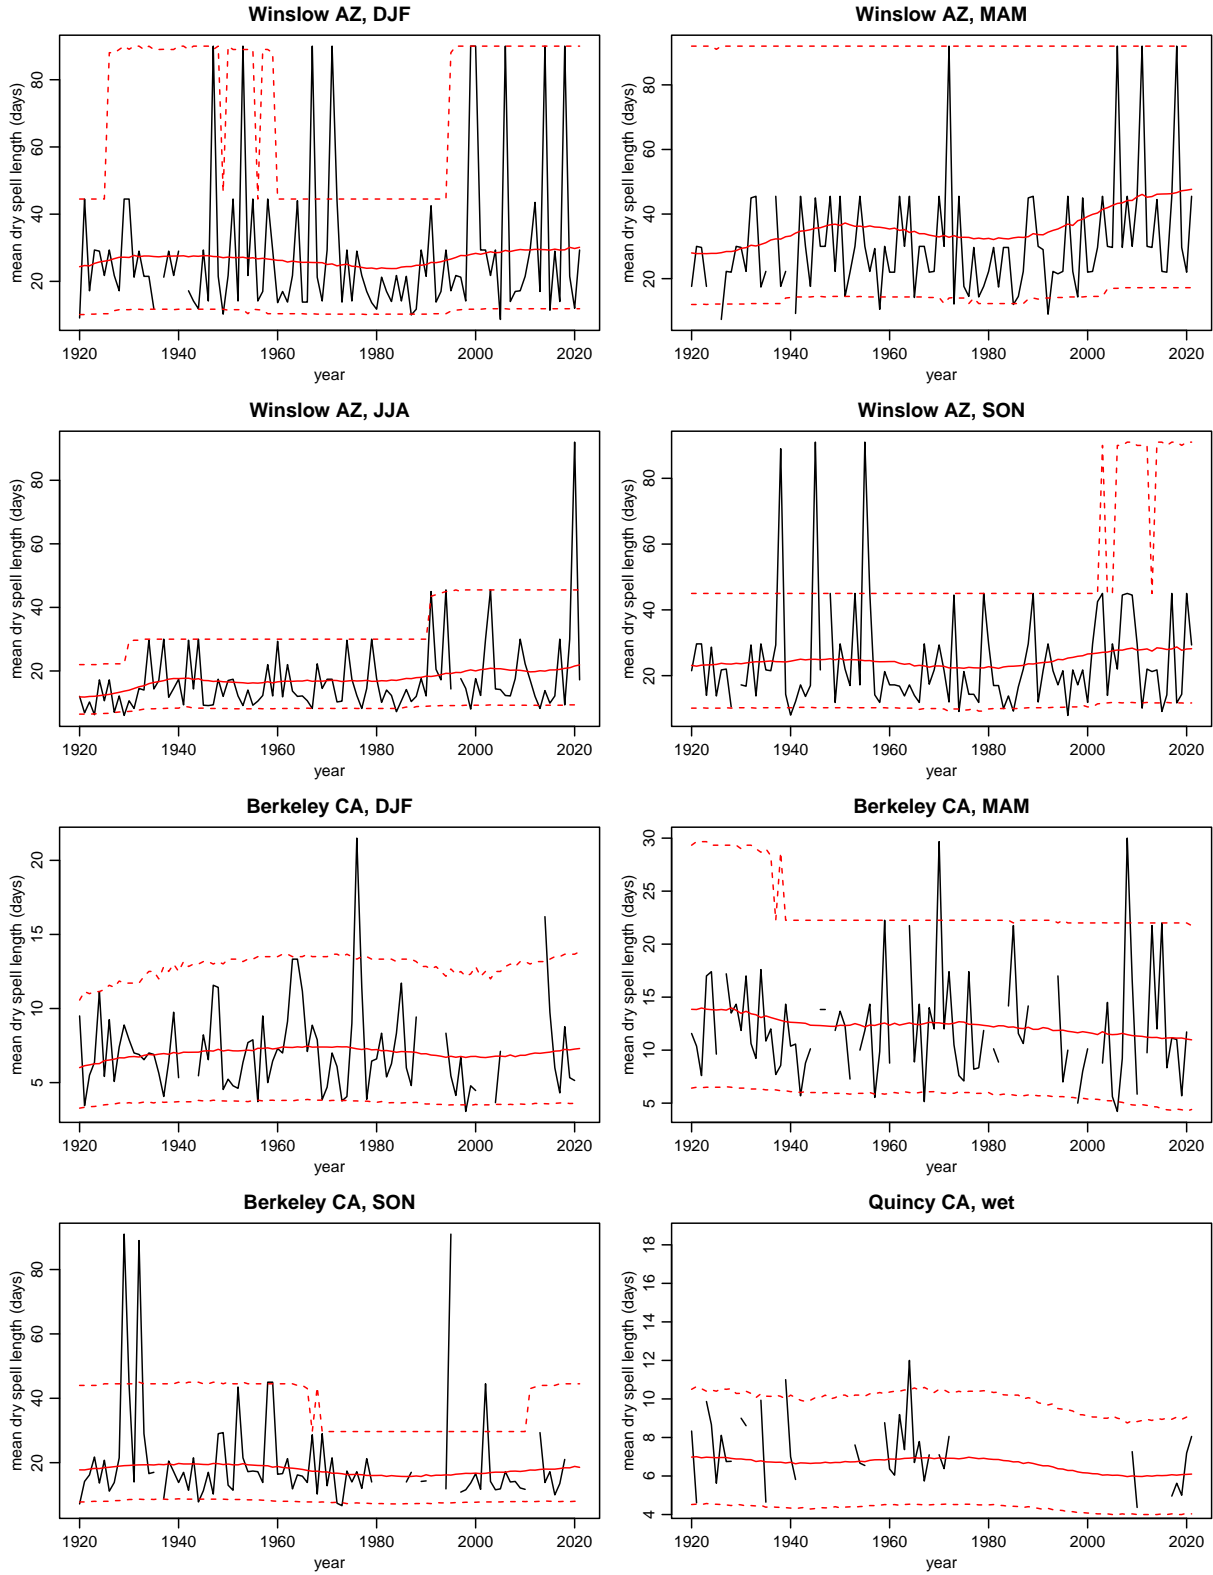 Winslow AZ, DJF
mean dry spell length (days)
20 40 60 80
1920 1940 1960 1980 2000 2020
year
Winslow AZ, MAM
mean dry spell length (days)
20 40 60 80
1920 1940 1960 1980 2000 2020
year
Winslow AZ, JJA
mean dry spell length (days)
20 40 60 80
1920 1940 1960 1980 2000 2020
year
Winslow AZ, SON
mean dry spell length (days)
20 40 60 80
1920 1940 1960 1980 2000 2020
year
Berkeley CA, DJF
mean dry spell length (days)
5 10 15 20
1920 1940 1960 1980 2000 2020
year
Berkeley CA, MAM
mean dry spell length (days)
5 10 15 20 25 30
1920 1940 1960 1980 2000 2020
year
Berkeley CA, SON
mean dry spell length (days)
20 40 60 80
1920 1940 1960 1980 2000 2020
year
Quincy CA, wet
mean dry spell length (days)
4 6 8 10 12 14 16 18
1920 1940 1960 1980 2000 2020
year